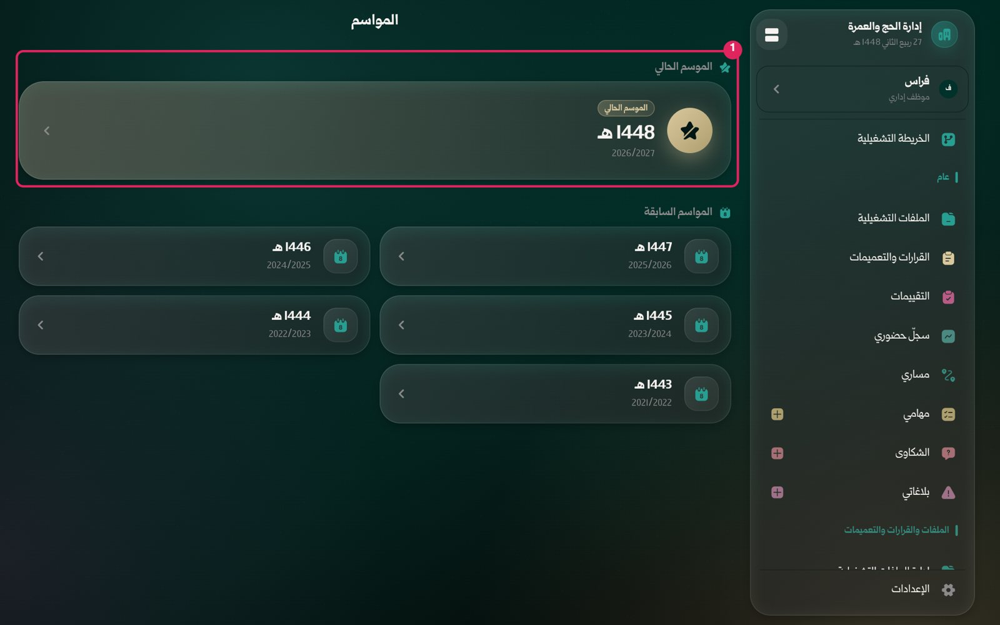 إدارة الحج والعمرة
27 ربيع الثاني 1448 هـ
فراس
موظف إداري
ف
الخريطة التشغيلية
عام
الملفات التشغيلية
القرارات والتعميمات
التقييمات
سجلّ حضوري
مساري
مهامي
الشكاوى
بلاغاتي
الملفات والقرارات والتعميمات
إدارة الملفات التشغيلية
الإعدادات
المواسم
1
الموسم الحالي
الموسم الحالي
1448 هـ
2026/2027
المواسم السابقة
1447 هـ
2025/2026
1446 هـ
2024/2025
1445 هـ
2023/2024
1444 هـ
2022/2023
1443 هـ
2021/2022